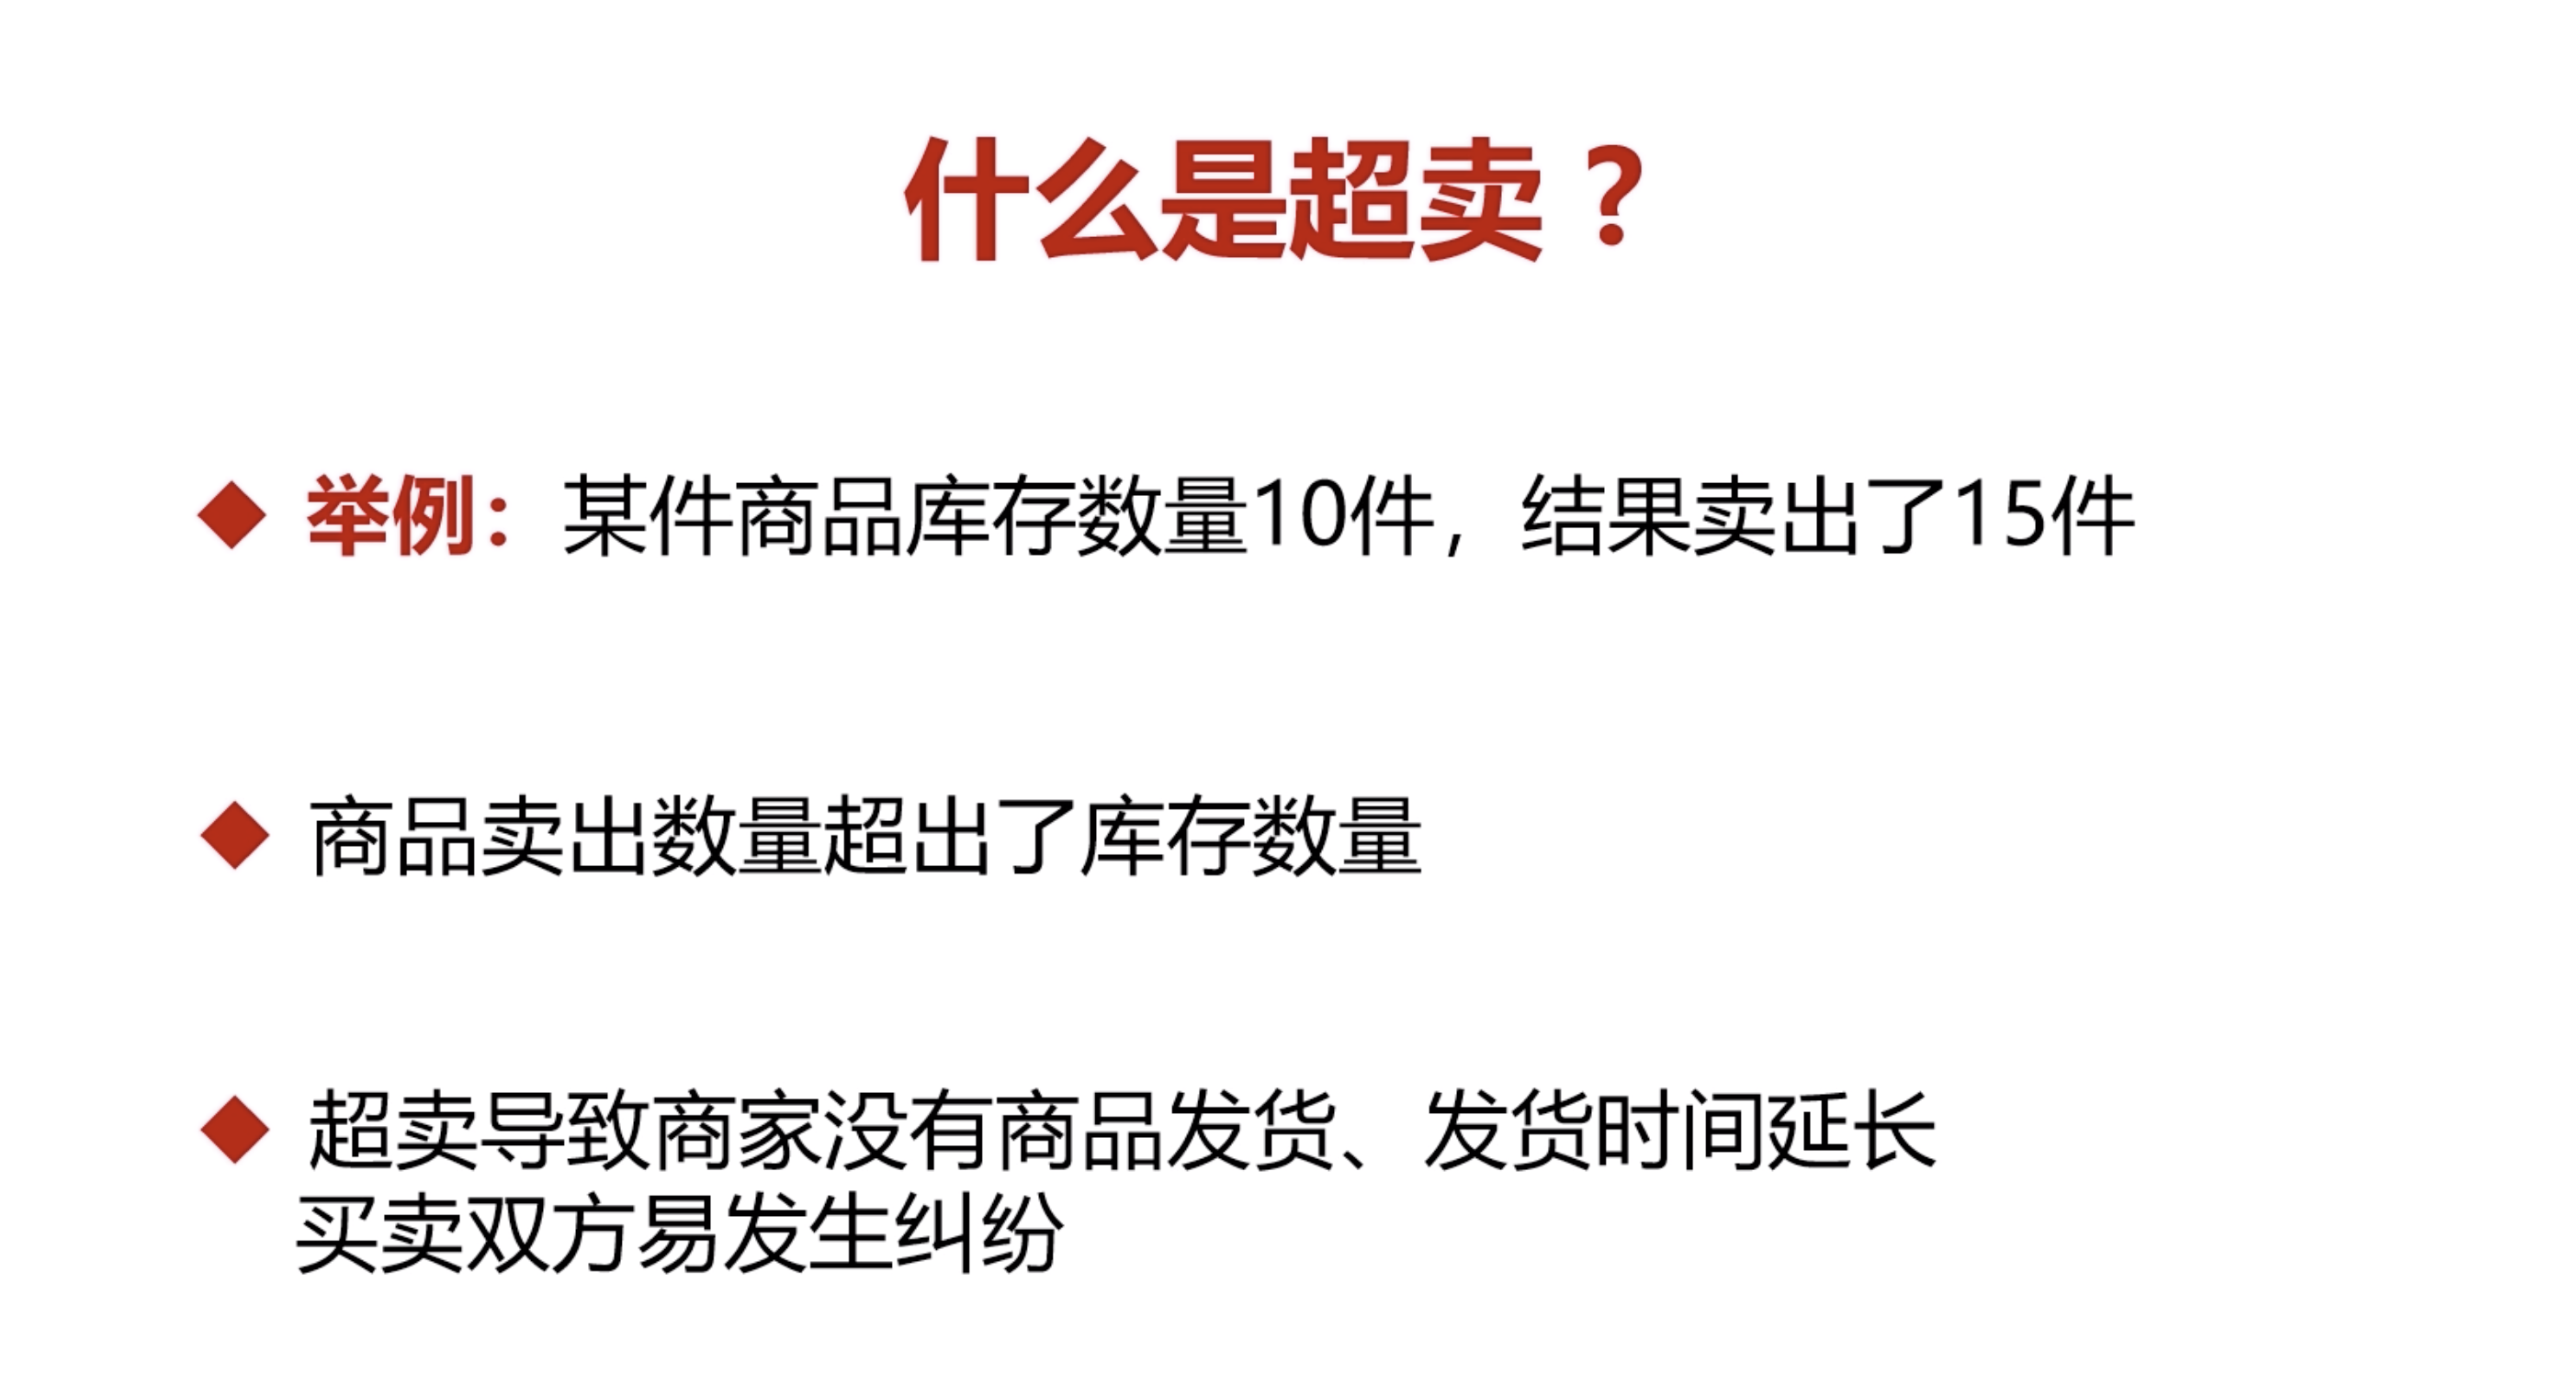 什么是超卖？
举例：某件商品库存数量10件，结果卖出了15件
商品卖出数量超出了库存数量
超卖导致商家没有商品发货、发货时间延长
买卖双方易发生纠纷